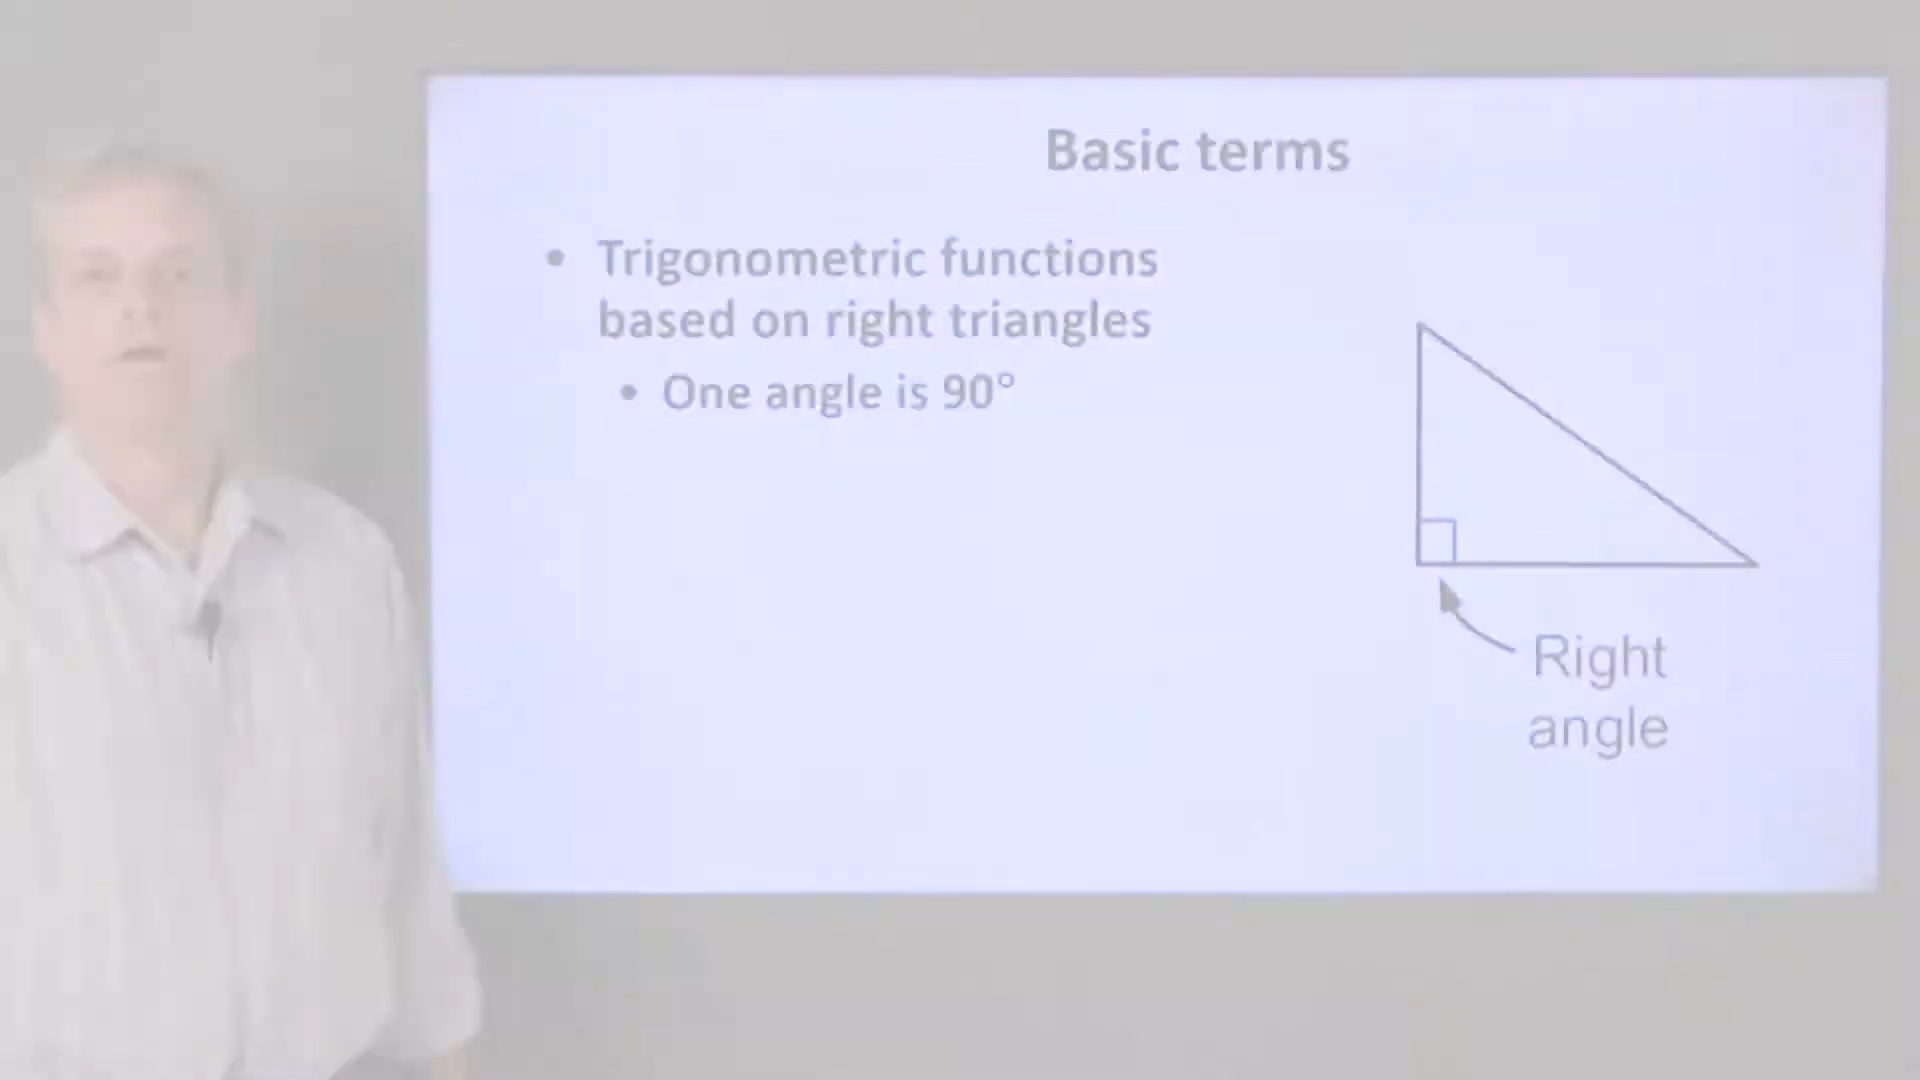 Basic terms
• Trigonometric functions
based on right triangles
• One angle is 90°
Right
angle